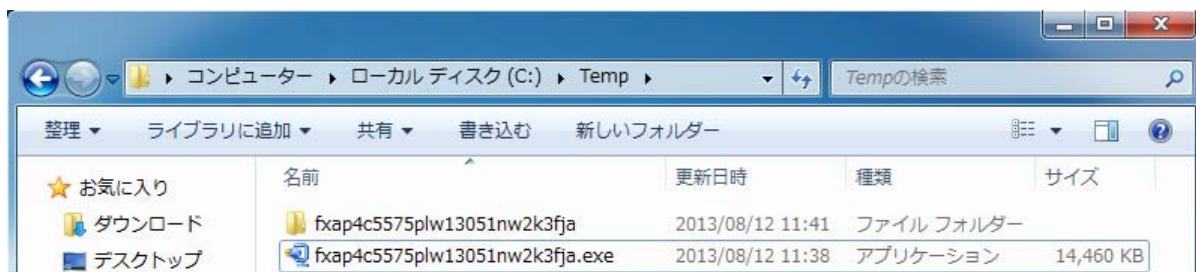 コンピューター ▸ ローカル ディスク (C:) ▸ Temp ▸ Tempの検索
整理 ライブラリに追加 共有 書き込む 新しいフォルダー
お気に入り 名前 更新日時 種類 サイズ
ダウンロード fxap4c5575plw13051nw2k3fja 2013/08/12 11:41 ファイル フォルダー
デスクトップ fxap4c5575plw13051nw2k3fja.exe 2013/08/12 11:38 アプリケーション 14,460 KB